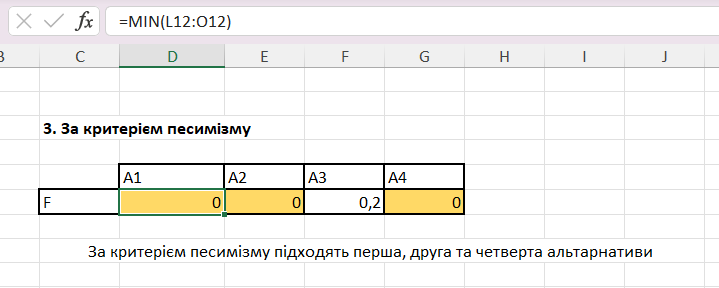 =MIN(L12:O12)
B C D E F G H I J
3. За критерієм песимізму
A1 A2 A3 A4
F 0 0 0,2 0
За критерієм песимізму підходять перша, друга та четверта альтарнативи